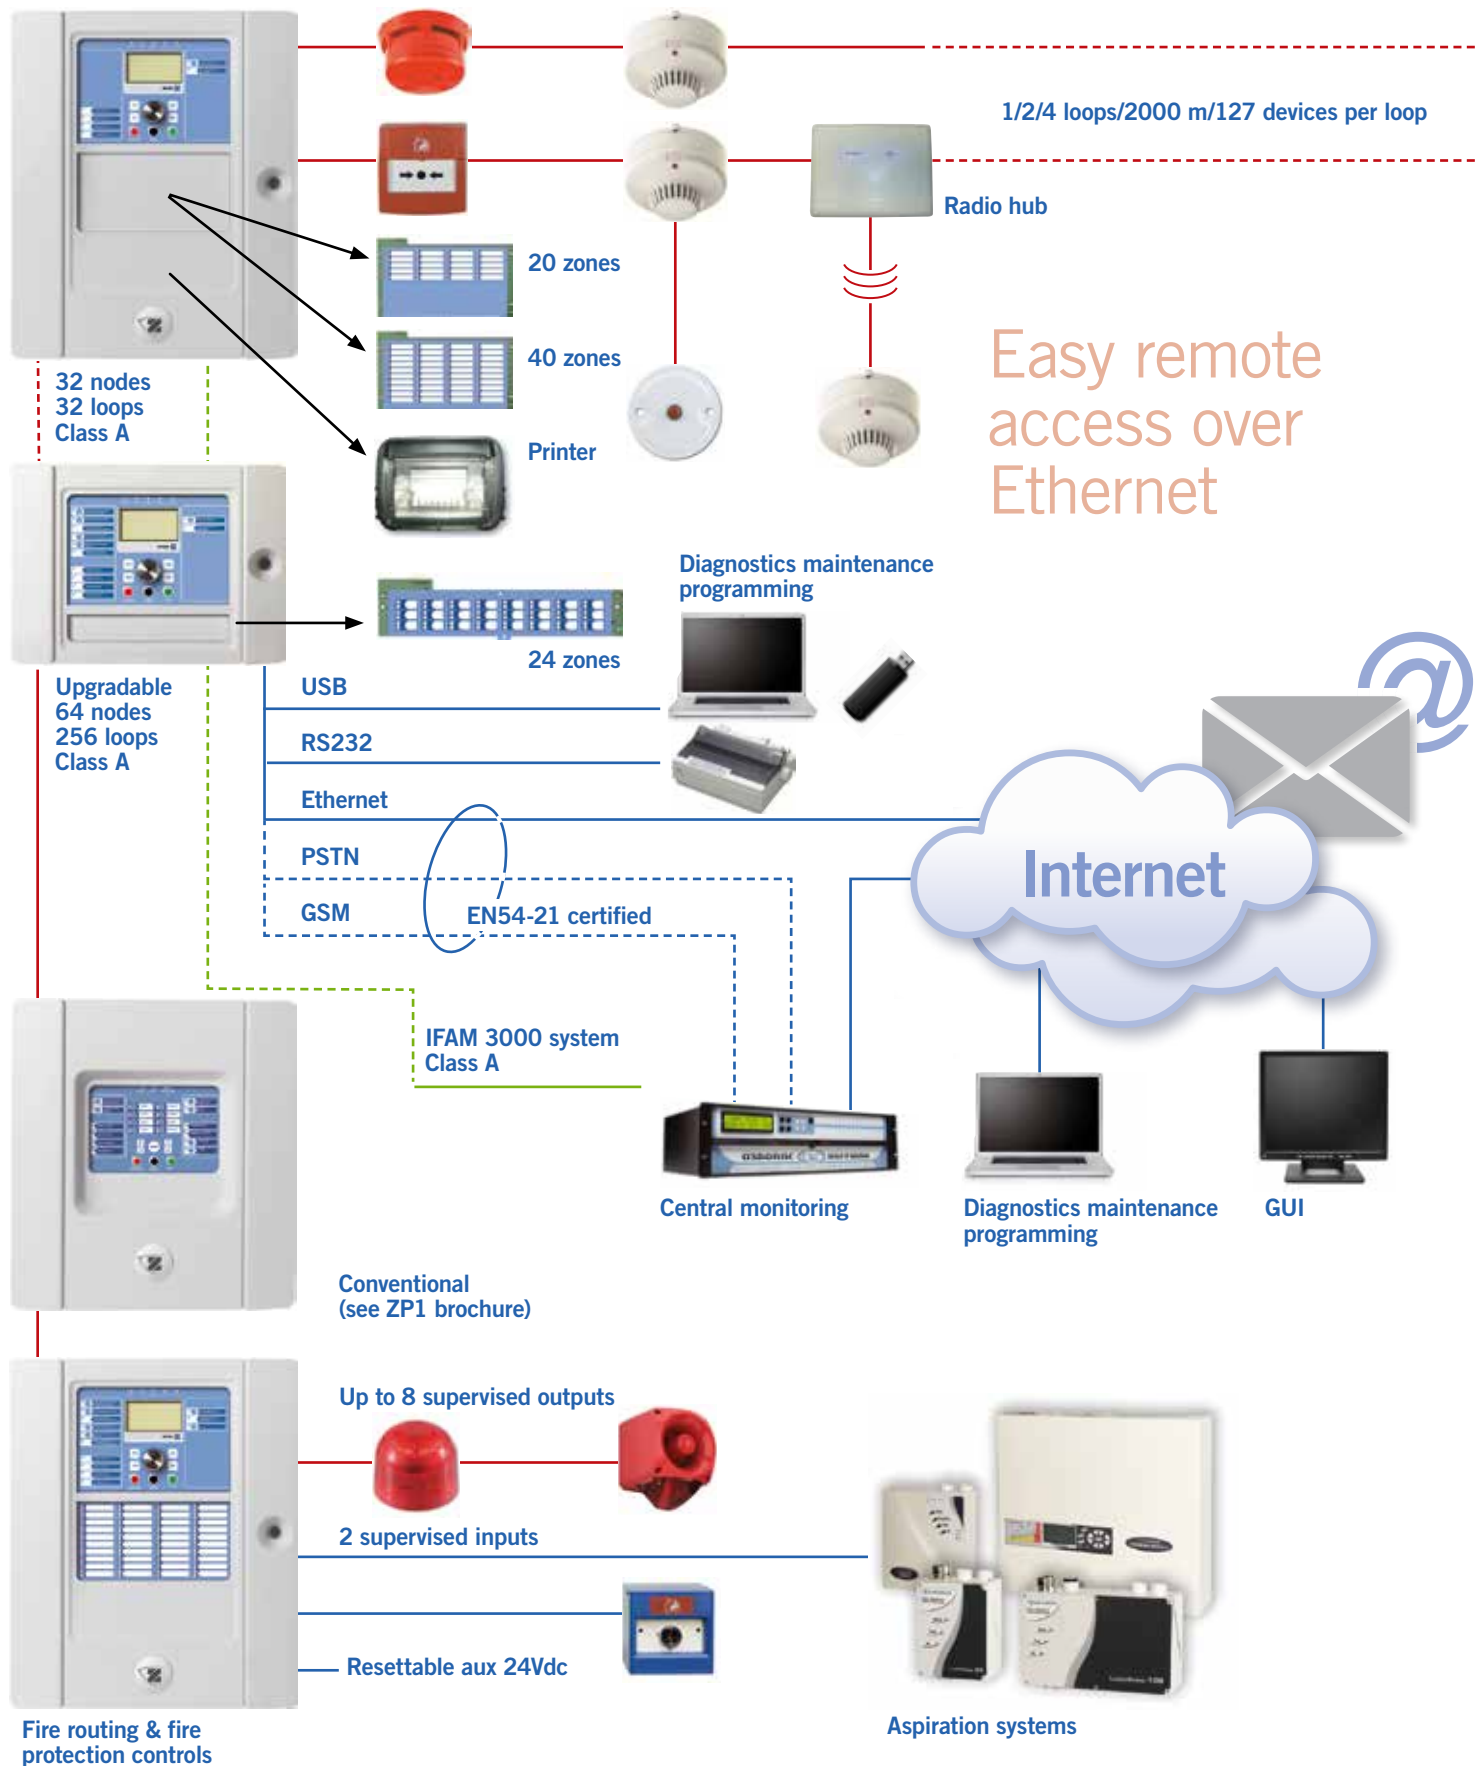 1/2/4 loops/2000 m/127 devices per loop
Radio hub
20 zones
40 zones
Printer
32 nodes
32 loops
Class A
Easy remote
access over
Ethernet
24 zones
Diagnostics maintenance
programming
Upgradable
64 nodes
256 loops
Class A
USB
RS232
Ethernet
PSTN
GSM
EN54-21 certified
@
Internet
IFAM 3000 system
Class A
Central monitoring
Diagnostics maintenance
programming
GUI
Conventional
(see ZP1 brochure)
Up to 8 supervised outputs
2 supervised inputs
Resettable aux 24Vdc
Fire routing & fire
protection controls
Aspiration systems